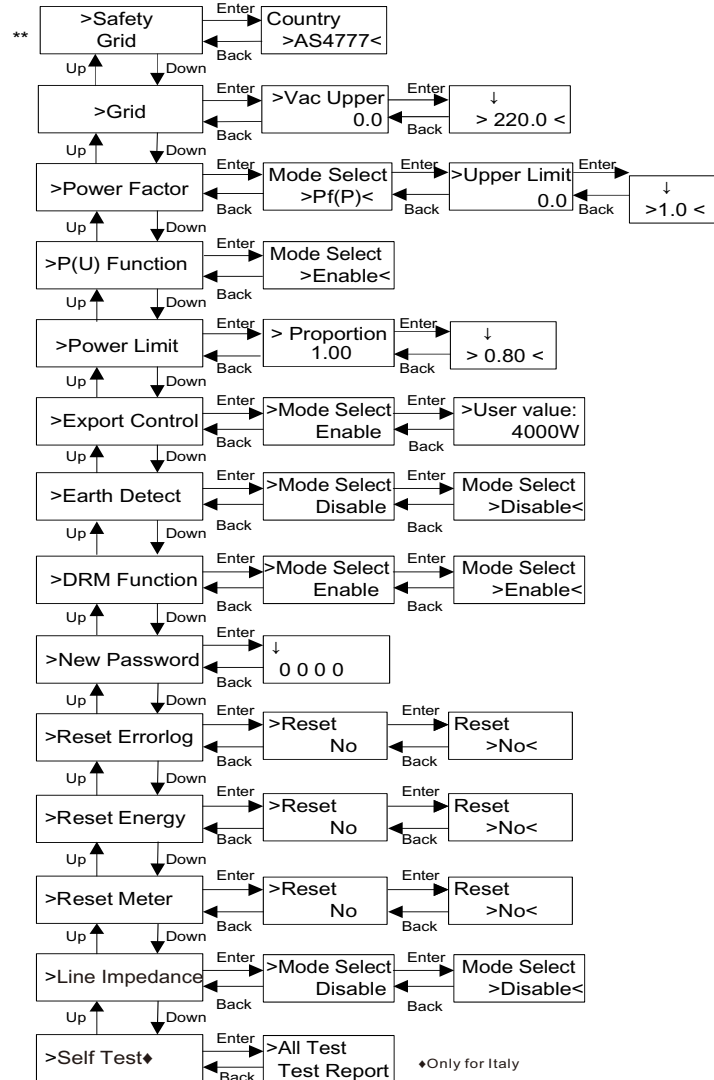 **
>Safety
Grid
Enter
Back
Country
>AS4777<
Up
Down
>Grid
Enter
Back
>Vac Upper
0.0
Enter
Back
↓
> 220.0 <
Up
Down
>Power Factor
Enter
Back
Mode Select
>Pf(P)<
Enter
Back
>Upper Limit
0.0
Enter
Back
↓
>1.0 <
Up
Down
>P(U) Function
Enter
Back
Mode Select
>Enable<
Up
Down
>Power Limit
Enter
Back
> Proportion
1.00
Enter
Back
↓
> 0.80 <
Up
Down
>Export Control
Enter
Back
>Mode Select
Enable
Enter
Back
>User value:
4000W
Up
Down
>Earth Detect
Enter
Back
>Mode Select
Disable
Enter
Back
Mode Select
>Disable<
Up
Down
>DRM Function
Enter
Back
>Mode Select
Enable
Enter
Back
Mode Select
>Enable<
Up
Down
>New Password
Enter
Back
↓
0 0 0 0
Up
Down
>Reset Errorlog
Enter
Back
>Reset
No
Enter
Back
Reset
>No<
Up
Down
>Reset Energy
Enter
Back
>Reset
No
Enter
Back
Reset
>No<
Up
Down
>Reset Meter
Enter
Back
>Reset
No
Enter
Back
Reset
>No<
Up
Down
>Line Impedance
Enter
Back
>Mode Select
Disable
Enter
Back
Mode Select
>Disable<
Up
Down
>Self Test♦
Enter
Back
>All Test
Test Report
♦Only for Italy